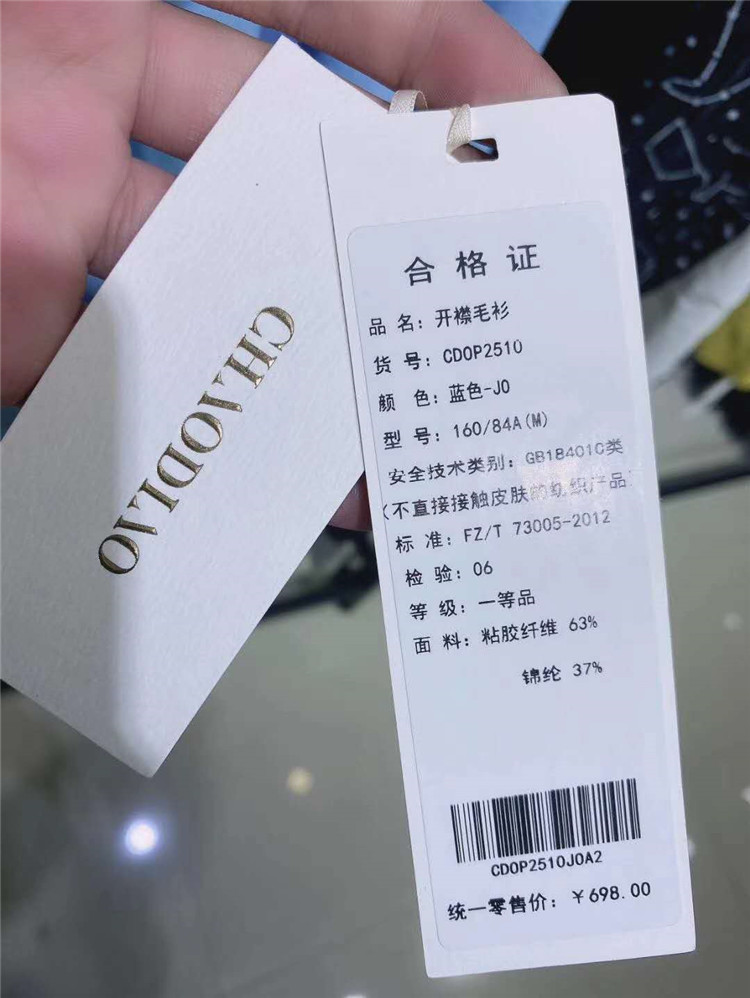 CHAODIAO
合格证
品 名：开襟毛衫
货 号：CDOP2510
颜 色：蓝色-J0
型 号：160/84A(M)
安全技术类别：GB18401C类
(不直接接触皮肤的纺织产品
标 准：FZ/T 73005-2012
检 验：06
等 级：一等品
面 料：粘胶纤维 63%
锦纶 37%
CDOP2510J0A2
统一零售价：￥698.00